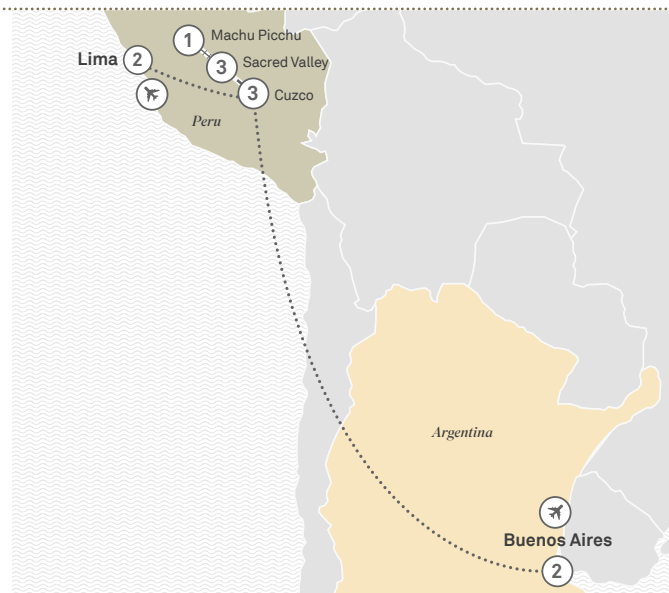 1 Machu Picchu
Lima 2
3 Sacred Valley
3 Cuzco
Peru
Argentina
Buenos Aires
2